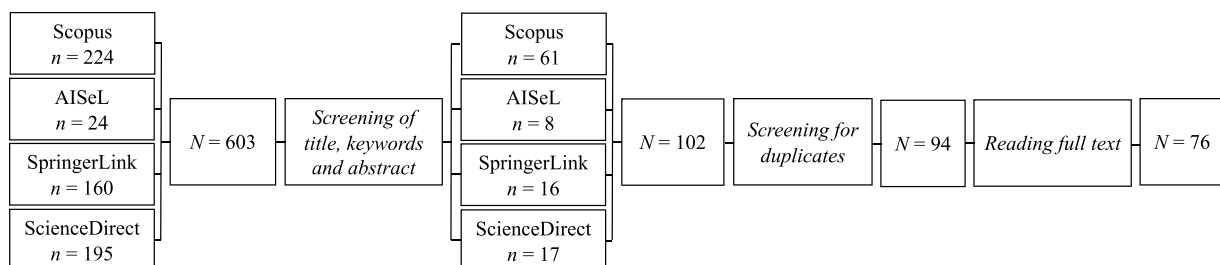 Scopus
n = 224
AISeL
n = 24
SpringerLink
n = 160
ScienceDirect
n = 195
N = 603
Screening of
title, keywords
and abstract
Scopus
n = 61
AISeL
n = 8
SpringerLink
n = 16
ScienceDirect
n = 17
N = 102
Screening for
duplicates
N = 94
Reading full text
N = 76